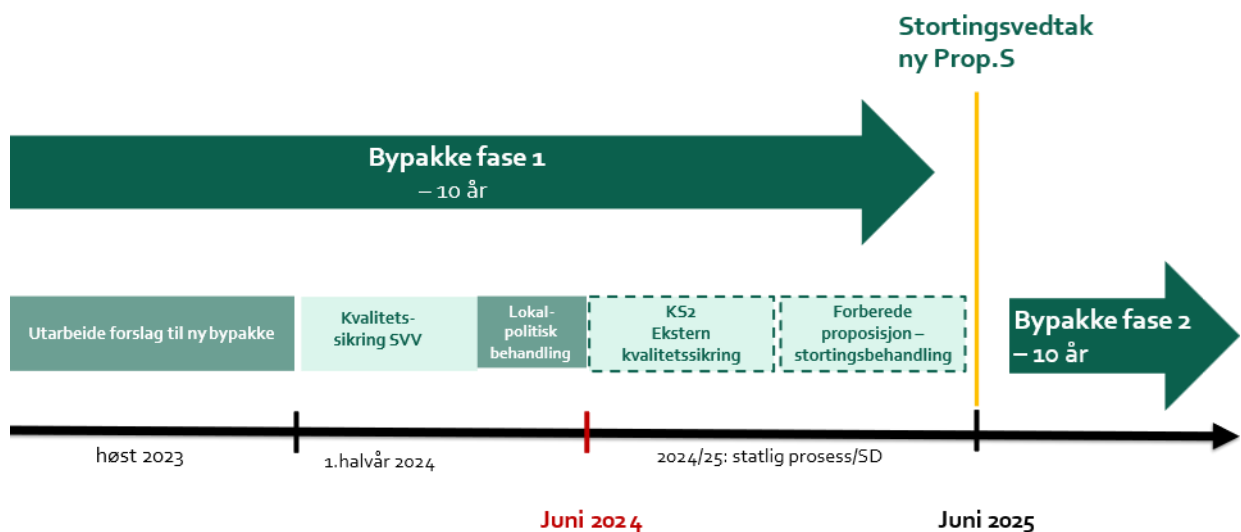 Stortingsvedtak
ny Prop.S
Bypakke fase 1
– 10 år
Utarbeide forslag til ny bypakke
Kvalitets-
sikring SVV
Lokal-
politisk
behandling
KS2
Ekstern
kvalitetssikring
Forberede
proposisjon –
stortingsbehandling
Bypakke fase 2
– 10 år
høst 2023
1.halvår 2024
2024/25: statlig prosess/SD
Juni 2024
Juni 2025